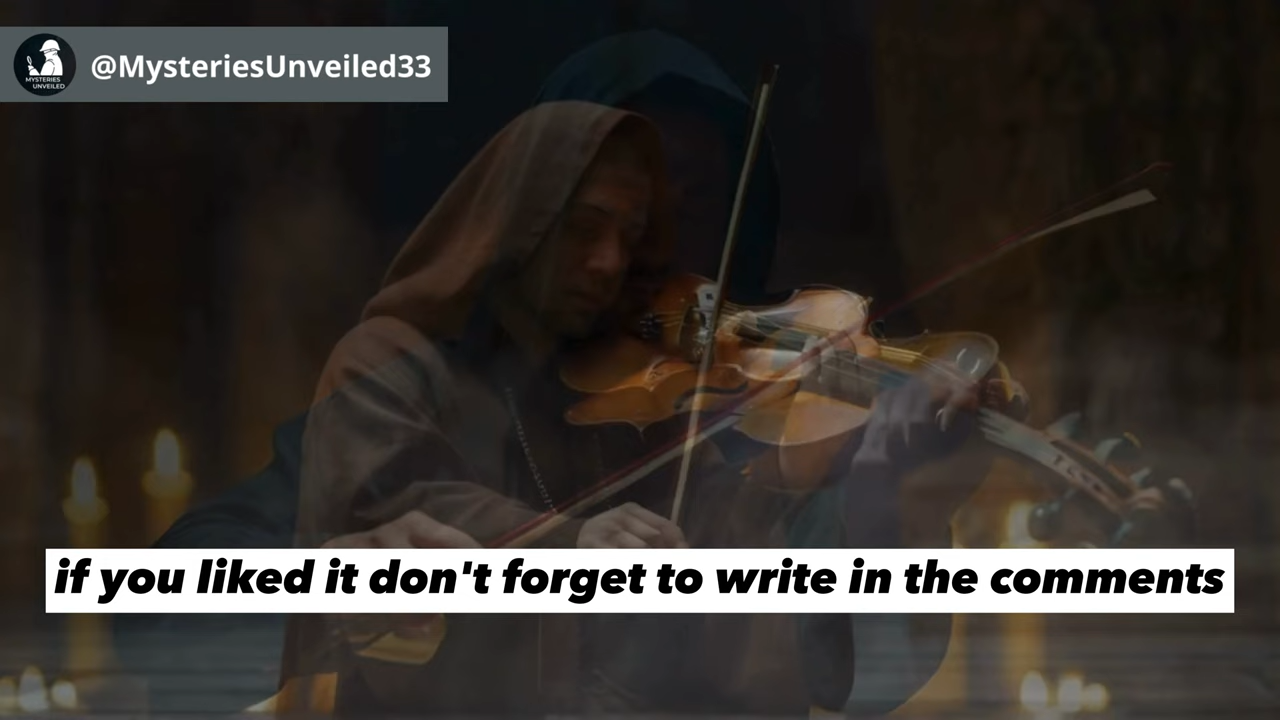 MYSTERIES
UNVEILED
@MysteriesUnveiled33
if you liked it don't forget to write in the comments